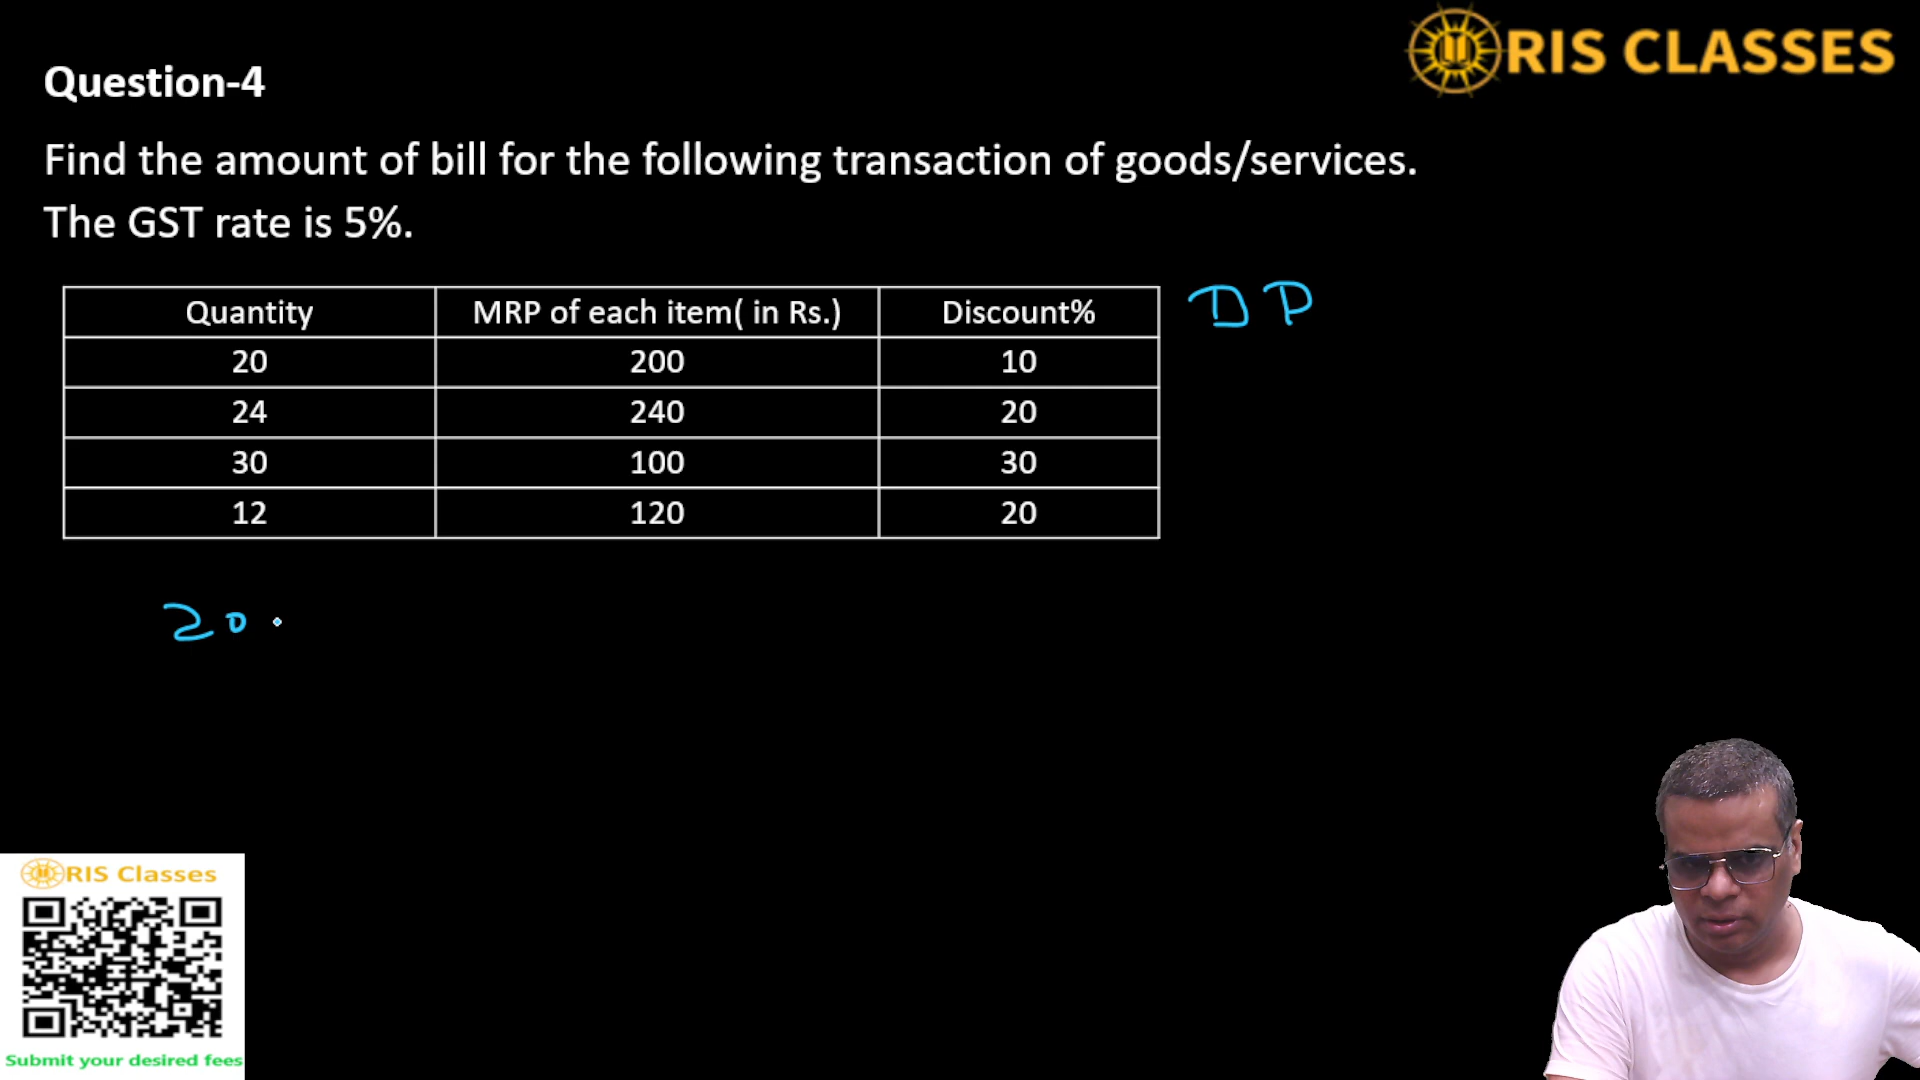 RIS CLASSES
Question-4
Find the amount of bill for the following transaction of goods/services.
The GST rate is 5%.
Quantity MRP of each item( in Rs.) Discount% DP
20 200 10
24 240 20
30 100 30
12 120 20
20
RIS Classes
Submit your desired fees